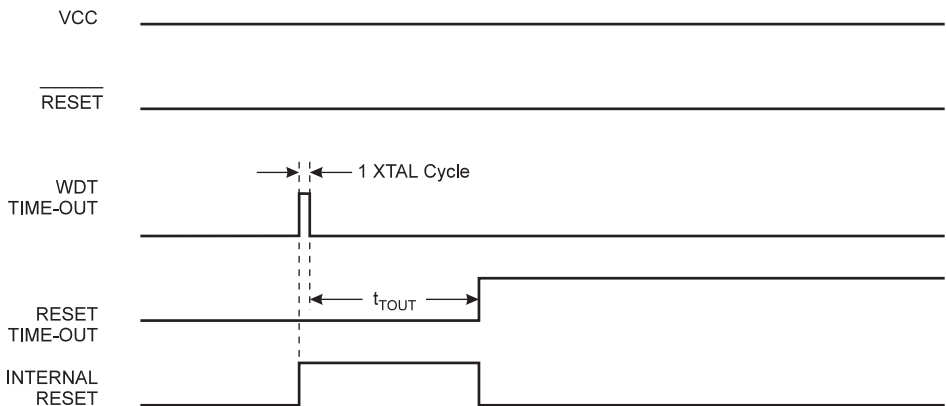 VCC
RESET
1 XTAL Cycle
WDT
TIME-OUT
tTOUT
RESET
TIME-OUT
INTERNAL
RESET